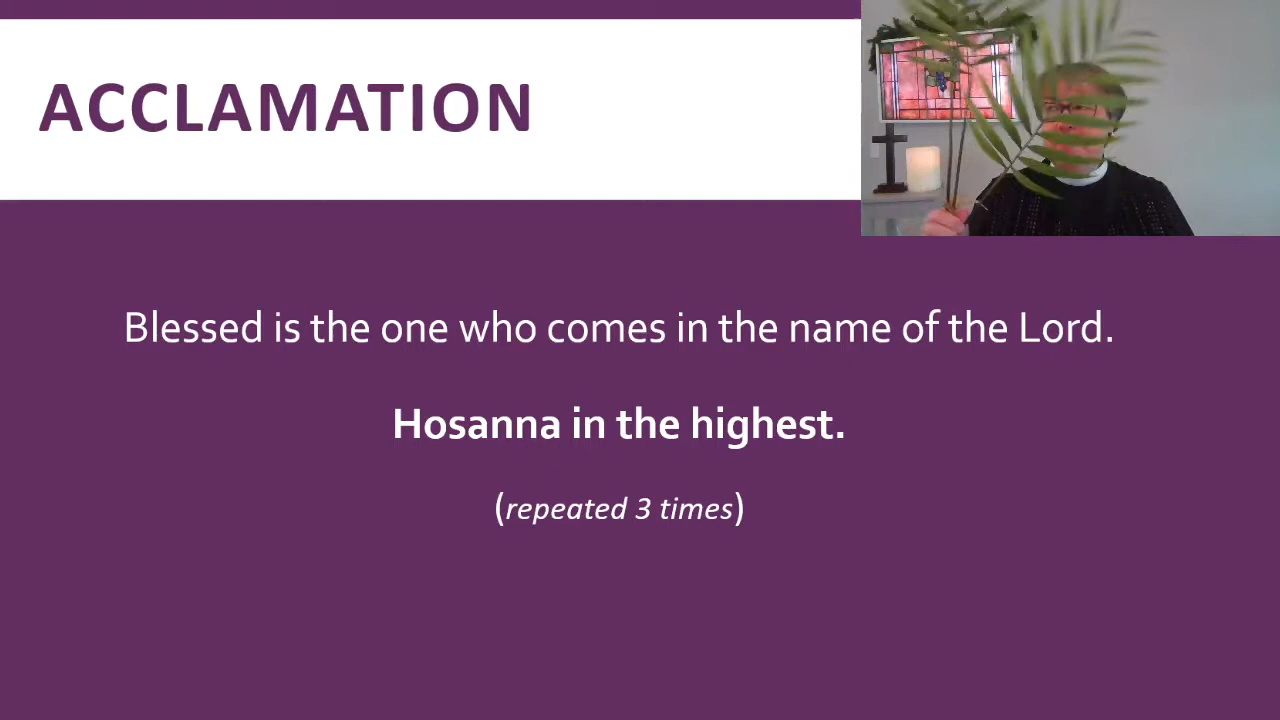 ACCLAMATION
Blessed is the one who comes in the name of the Lord.
Hosanna in the highest.
(repeated 3 times)